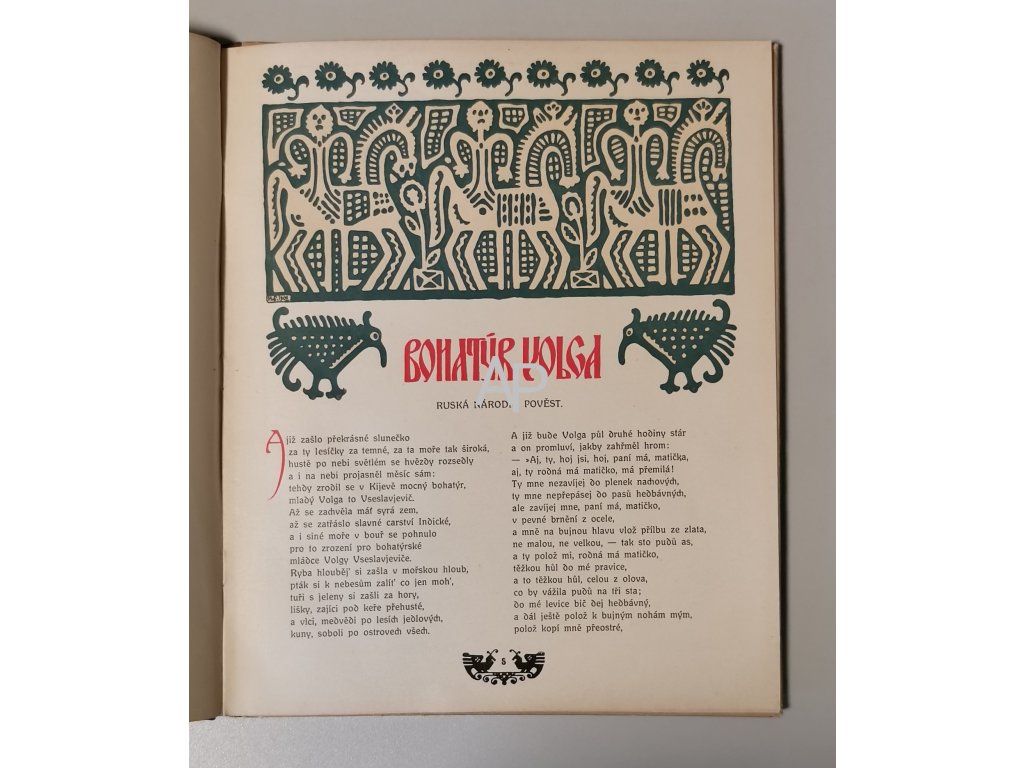 BOHATÝR VOLGA
RUSKÁ NÁRODNÍ POVĚST.
A již zašlo překrásné slunečko
za ty lesíčky za temné, za ta moře tak široká,
hustě po nebi světlém se hvězdy rozsedly
a i na nebi projasněl měsíc sám:
tehdy zrodil se v Kijevě mocný bohatýr,
mladý Volga to Vseslavjevič.
Až se zachvěla máť syrá zem,
až se zatřáslo slavné carství Indické,
a i siné moře v bouř se pohnulo
pro to zrození pro bohatýrské
mládce Volgy Vseslavjeviče.
Ryba hlouběj' si zašla v mořskou hloub,
pták si k nebesům zalíť co jen moh',
tuři s jeleny si zašli za hory,
lišky, zajíci pod keře přehusté,
a vlci, medvědi po lesích jedlových,
kuny, soboli po ostrovech všech.
A již bude Volga půl druhé hodiny stár
a on promluví, jakby zahřměl hrom:
— »Aj, ty, hoj jsi, hoj, paní má, matička,
aj, ty rodná má matičko, má přemilá!
Ty mne nezavíjej do plenek nachových,
ty mne nepřepásej do pasů hedbávných,
ale zavíjej mne, paní má, matičko,
v pevné brnění z ocele,
a mně na bujnou hlavu vlož přílbu ze zlata,
ne malou, ne velkou, — tak sto pudů as,
a ty polož mi, rodná má matičko,
těžkou hůl do mé pravice,
a to těžkou hůl, celou z olova,
co by vážila pudů na tři sta;
do mé levice bič dej hedbávný,
a dál ještě polož k bujným nohám mým,
polož kopí mně přeostré,
5
AP